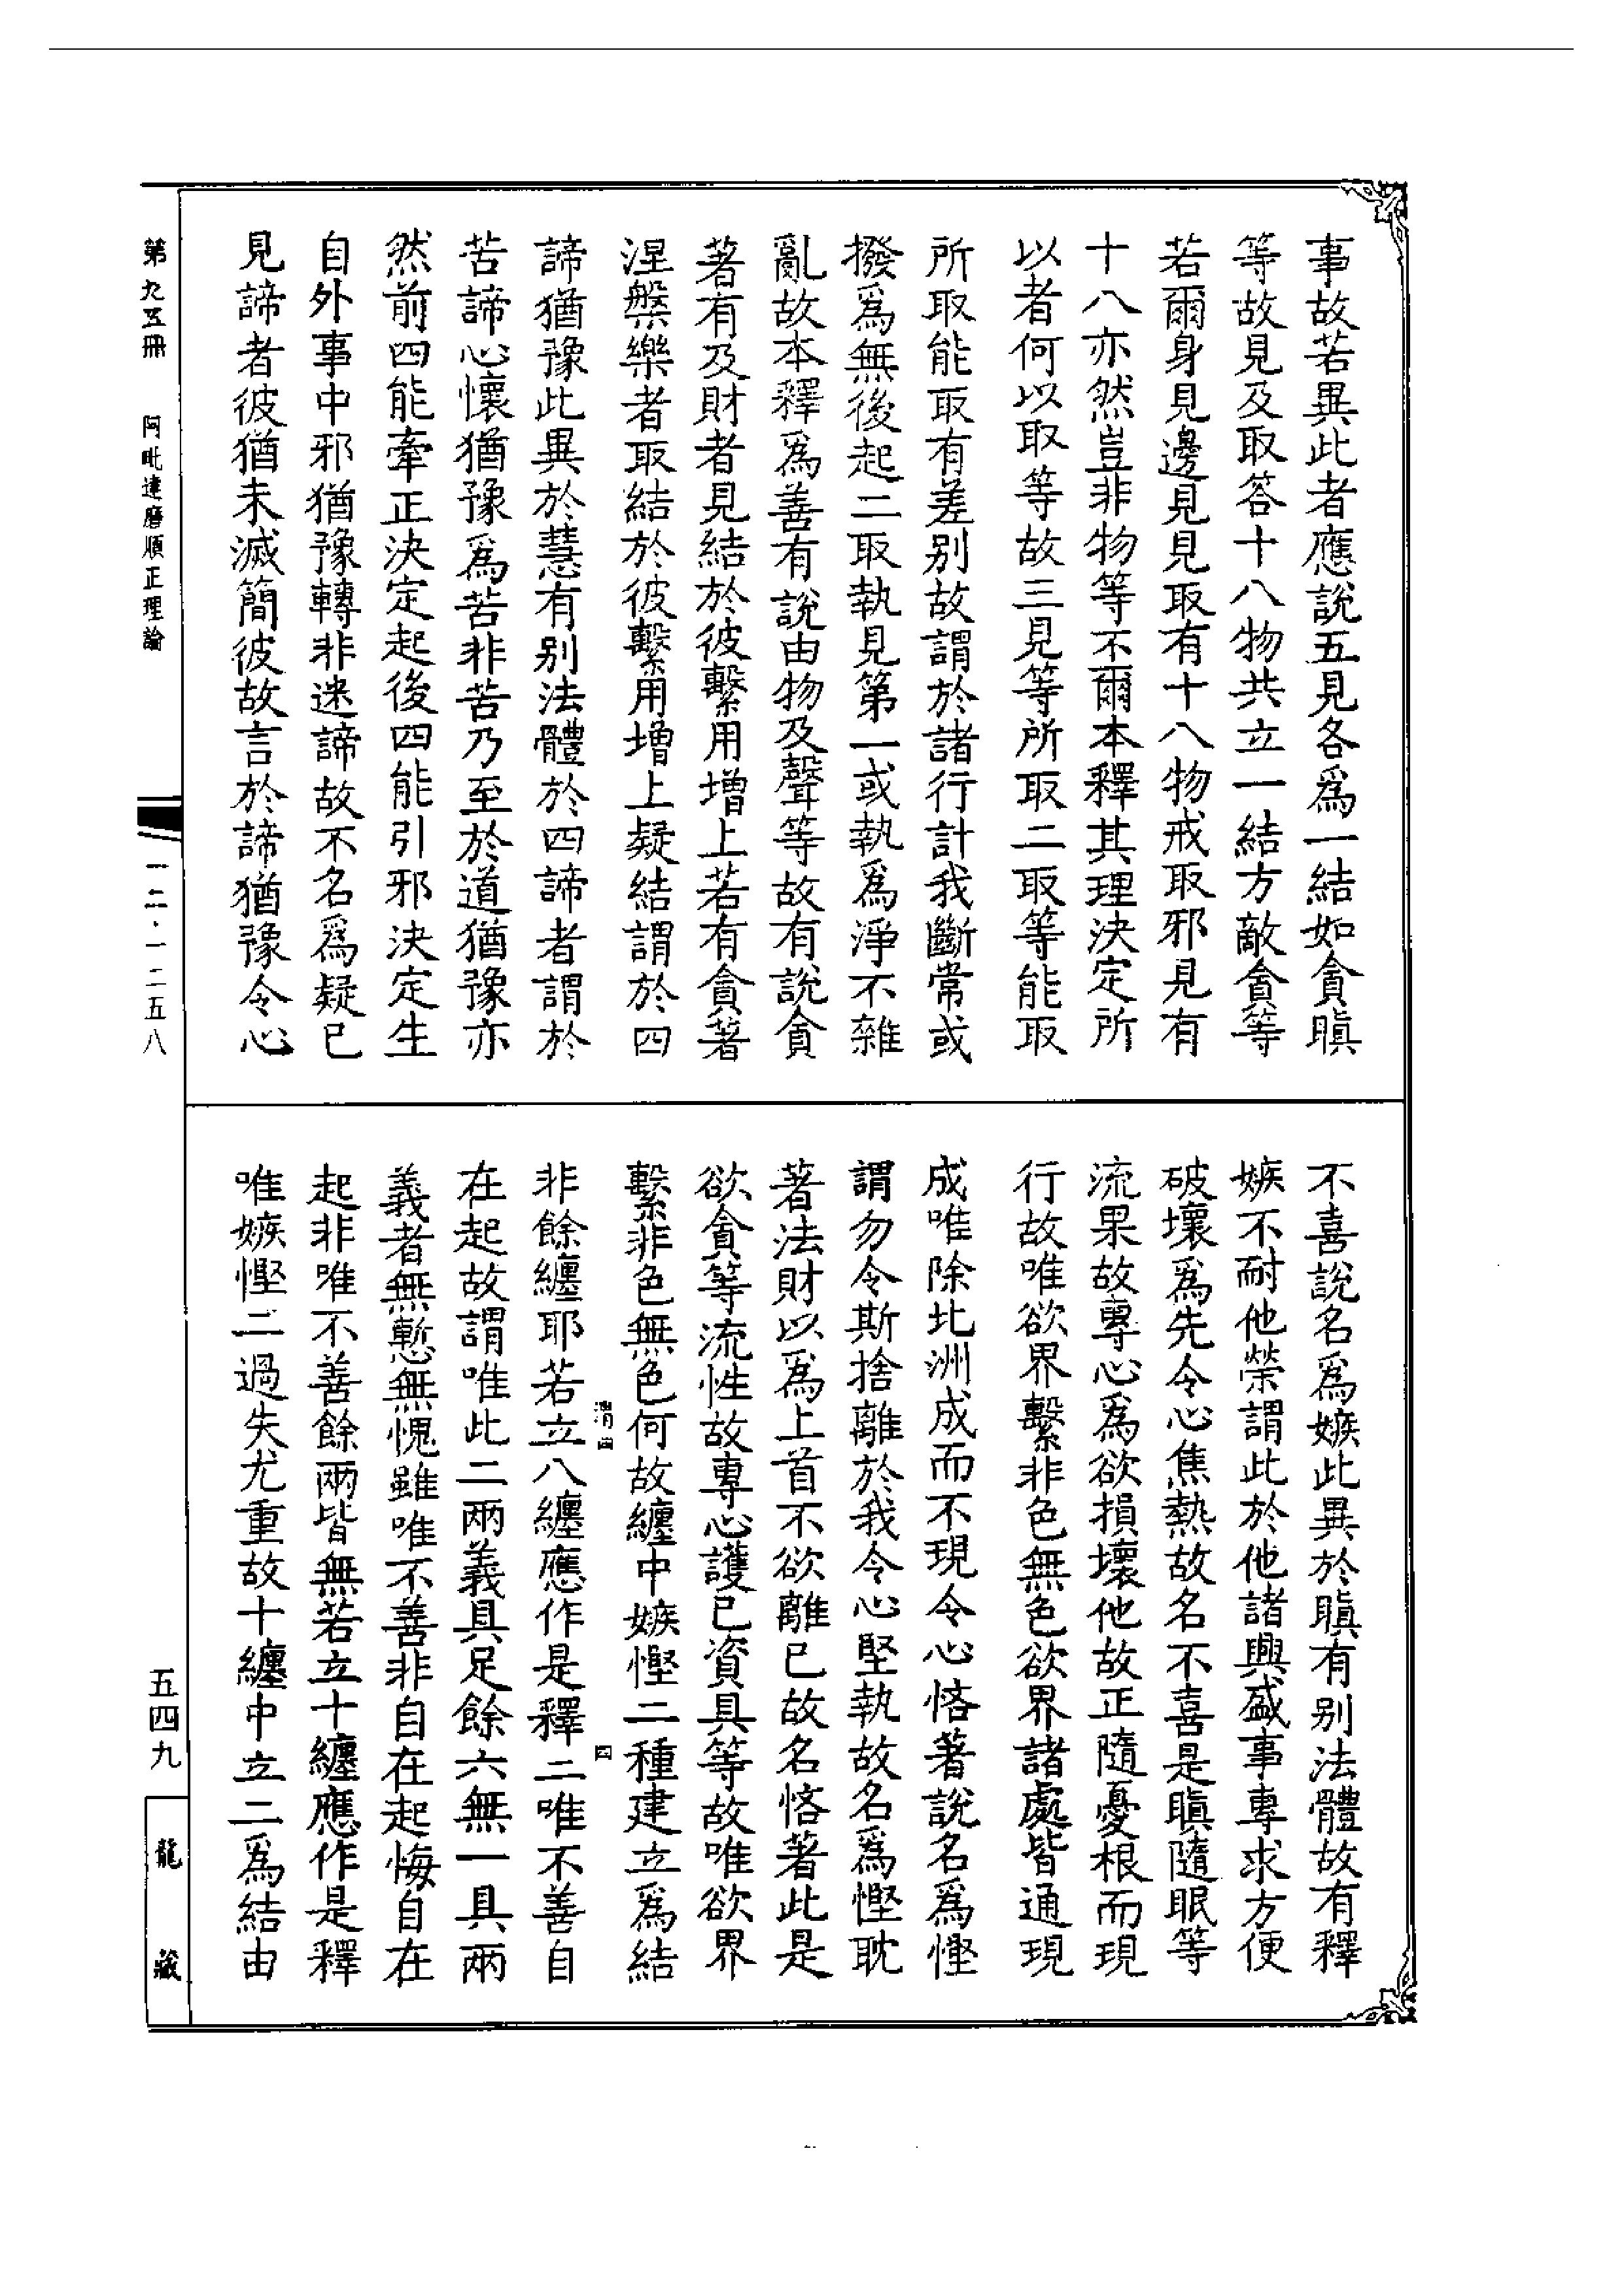 事故若異此者應說五見各爲一結如貪瞋
等故見及取答十八物共立一結方敵貪等
若爾身見邊見見取有十八物戒取邪見有
十八亦然豈非物等不爾本釋其理決定所
以者何以取等故三見等所取二取等能取
所取能取有差别故謂於諸行計我斷常或
撥爲無後起二取執見第一或執爲淨不雜
亂故本釋爲善有說由物及聲等故有說貪
著有及財者見結於彼繫用增上若有貪著
涅槃樂者取結於彼繫用增上疑結謂於四
諦猶豫此異於慧有别法體於四諦者謂於
苦諦心懷猶豫爲苦非苦乃至於道猶豫亦
然前四能牽正決定起後四能引邪決定生
自外事中邪猶豫轉非迷諦故不名爲疑已
見諦者彼猶未滅簡彼故言於諦猶豫令心
不喜說名爲嫉此異於瞋有别法體故有釋
嫉不耐他榮謂此於他諸興盛事專求方便
破壞爲先令心焦熱故名不喜是瞋隨眠等
流果故專心爲欲損壞他故正隨憂根而現
行故唯欲界繫非色無色欲界諸處皆通現
成唯除北洲成而不現令心悋著說名爲慳
謂勿令斯捨離於我令心堅執故名爲慳耽
著法財以爲上首不欲離已故名悋著此是
欲貪等流性故專心護已資具等故唯欲界
繫非色無色何故纏中嫉慳二種建立爲結
非餘纏耶若立八纏應作是釋二唯不善自
在起故謂唯此二兩義具足餘六無一具兩
義者無慙無愧雖唯不善非自在起悔自在
起非唯不善餘兩皆無若立十纏應作是釋
唯嫉慳二過失尤重故十纏中立二爲結由
第九五冊 阿毗達磨順正理論
一二·一二五八
五四九
龍藏